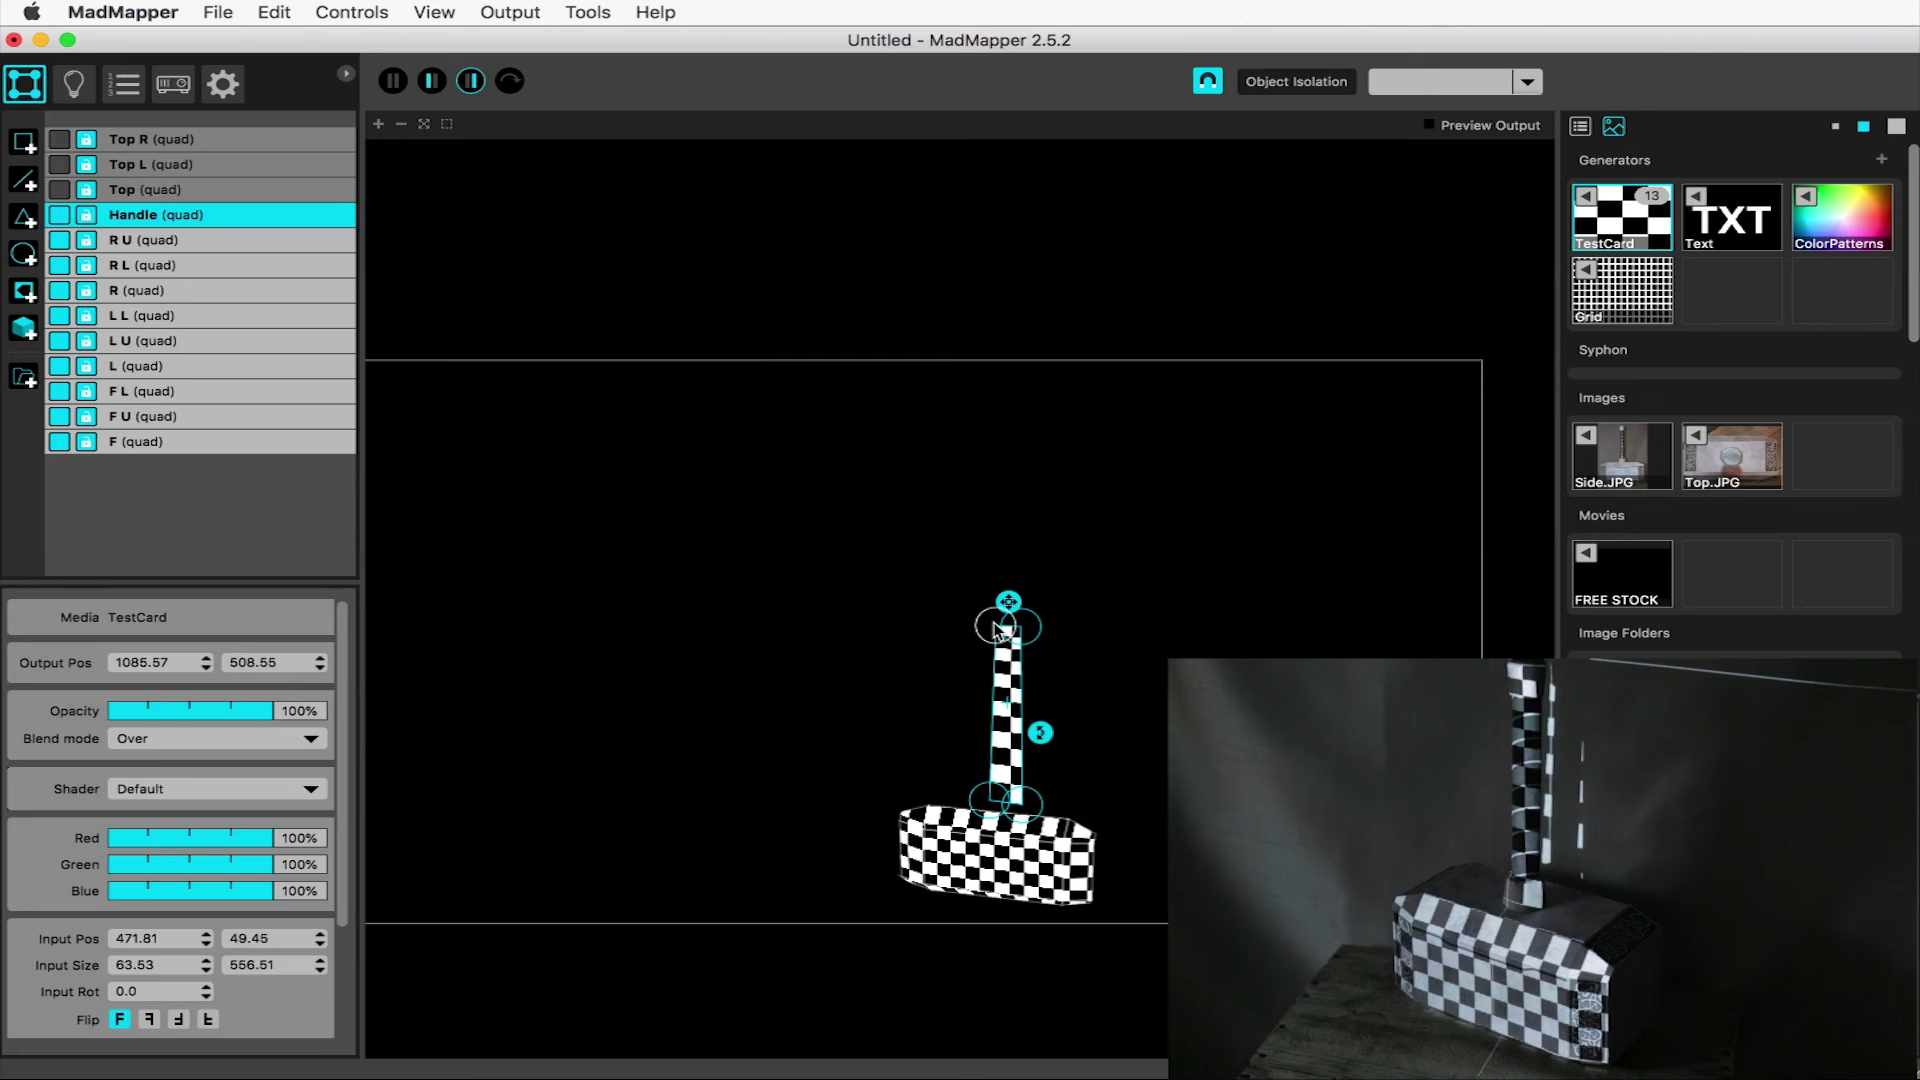 MadMapper File Edit Controls View Output Tools Help
Untitled - MadMapper 2.5.2
Object Isolation
Preview Output
Top R (quad)
Top L (quad)
Top (quad)
Handle (quad)
R U (quad)
R L (quad)
R (quad)
L L (quad)
L U (quad)
L (quad)
F L (quad)
F U (quad)
F (quad)
Media TestCard
Output Pos 1085.57 508.55
Opacity 100%
Blend mode Over
Shader Default
Red 100%
Green 100%
Blue 100%
Input Pos 471.81 49.45
Input Size 63.53 556.51
Input Rot 0.0
Flip F
Generators
13
TestCard
TXT
Text
ColorPatterns
Grid
Syphon
Images
Side.JPG
Top.JPG
Movies
FREE STOCK
Image Folders